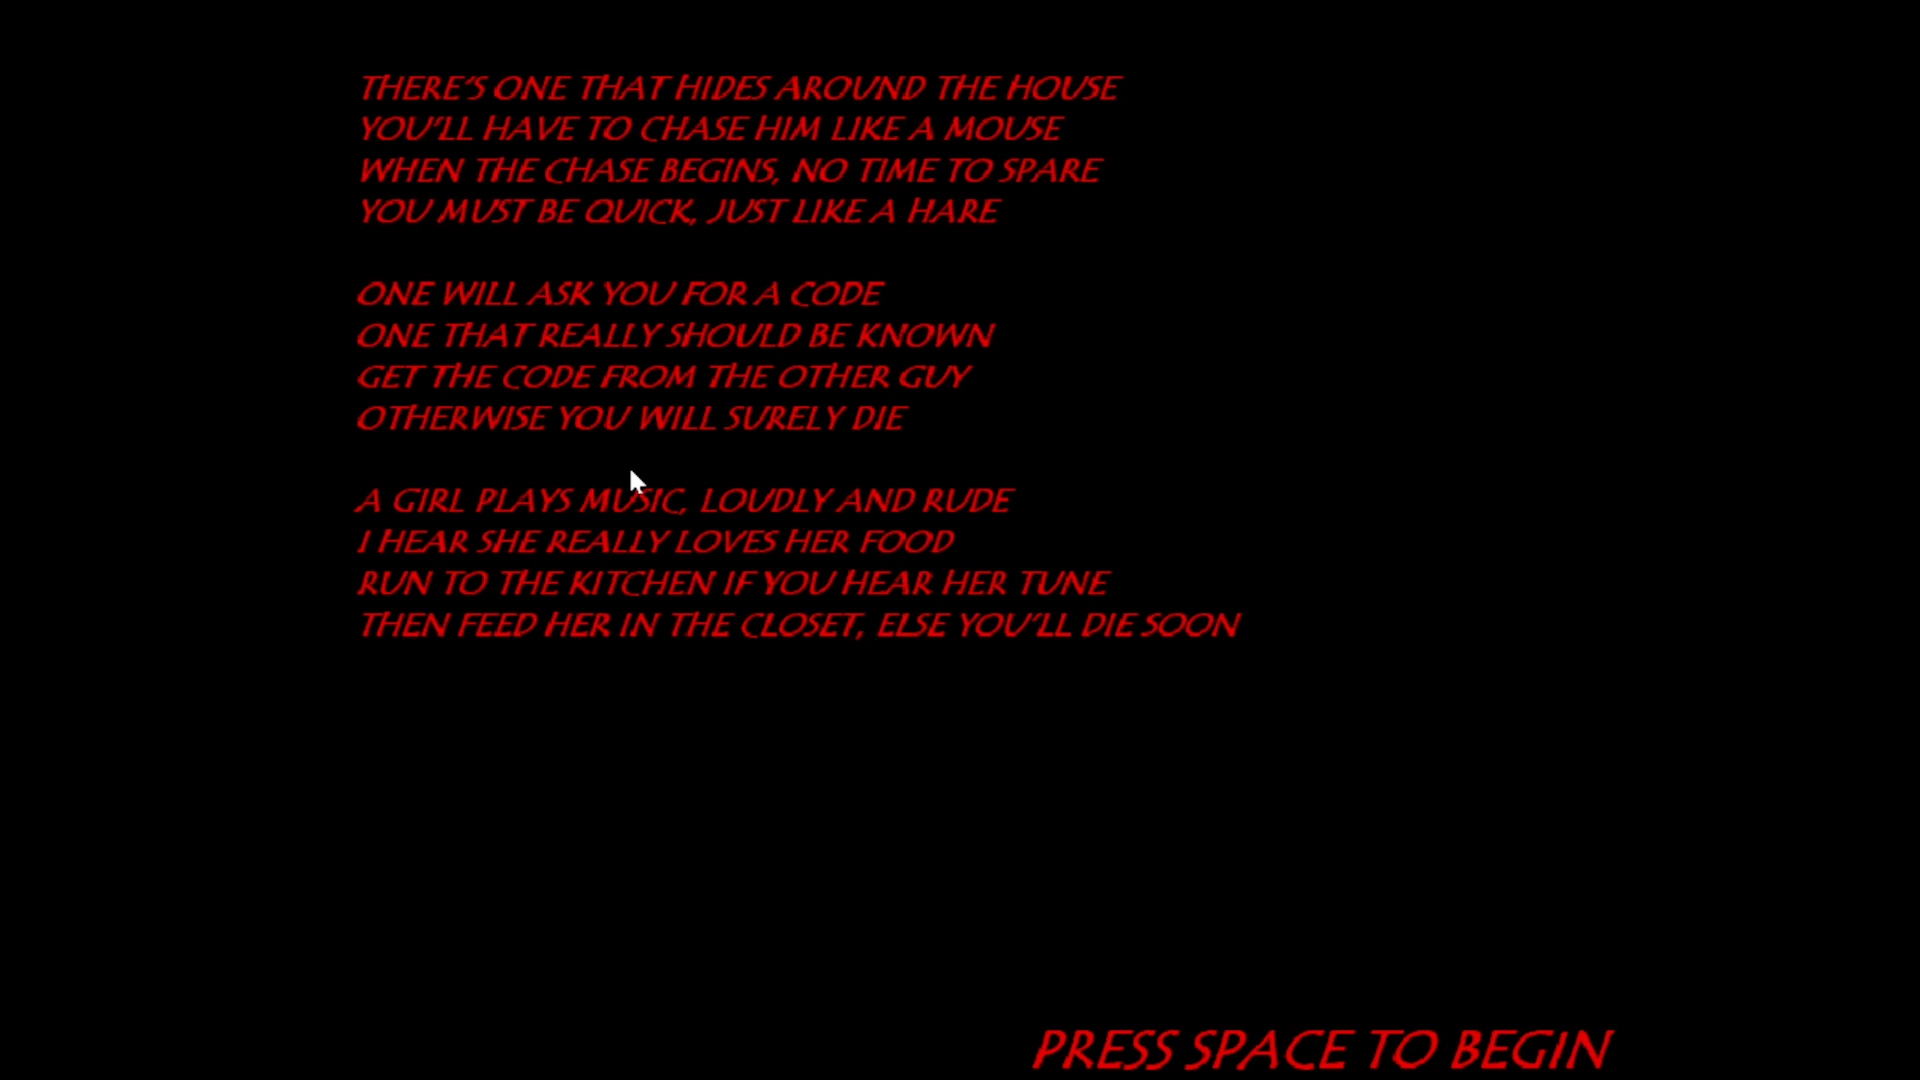 THERE'S ONE THAT HIDES AROUND THE HOUSE
YOU'LL HAVE TO CHASE HIM LIKE A MOUSE
WHEN THE CHASE BEGINS, NO TIME TO SPARE
YOU MUST BE QUICK, JUST LIKE A HARE
ONE WILL ASK YOU FOR A CODE
ONE THAT REALLY SHOULD BE KNOWN
GET THE CODE FROM THE OTHER GUY
OTHERWISE YOU WILL SURELY DIE
A GIRL PLAYS MUSIC, LOUDLY AND RUDE
I HEAR SHE REALLY LOVES HER FOOD
RUN TO THE KITCHEN IF YOU HEAR HER TUNE
THEN FEED HER IN THE CLOSET, ELSE YOU'LL DIE SOON
PRESS SPACE TO BEGIN